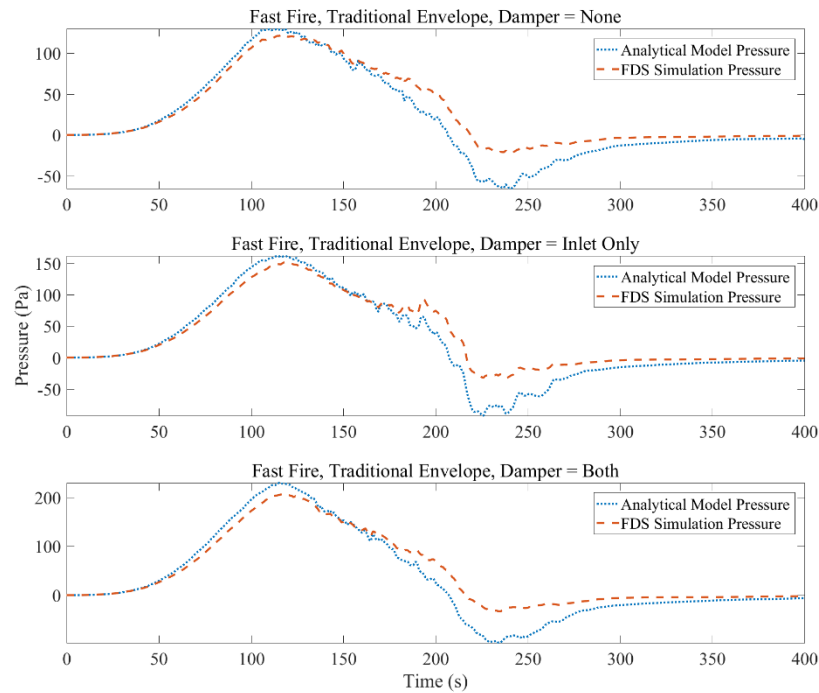 Fast Fire, Traditional Envelope, Damper = None
100
50
0
-50
Analytical Model Pressure
FDS Simulation Pressure
0 50 100 150 200 250 300 350 400
Fast Fire, Traditional Envelope, Damper = Inlet Only
150
100
50
0
-50
Analytical Model Pressure
FDS Simulation Pressure
0 50 100 150 200 250 300 350 400
Pressure (Pa)
Fast Fire, Traditional Envelope, Damper = Both
200
100
0
Analytical Model Pressure
FDS Simulation Pressure
0 50 100 150 200 250 300 350 400
Time (s)